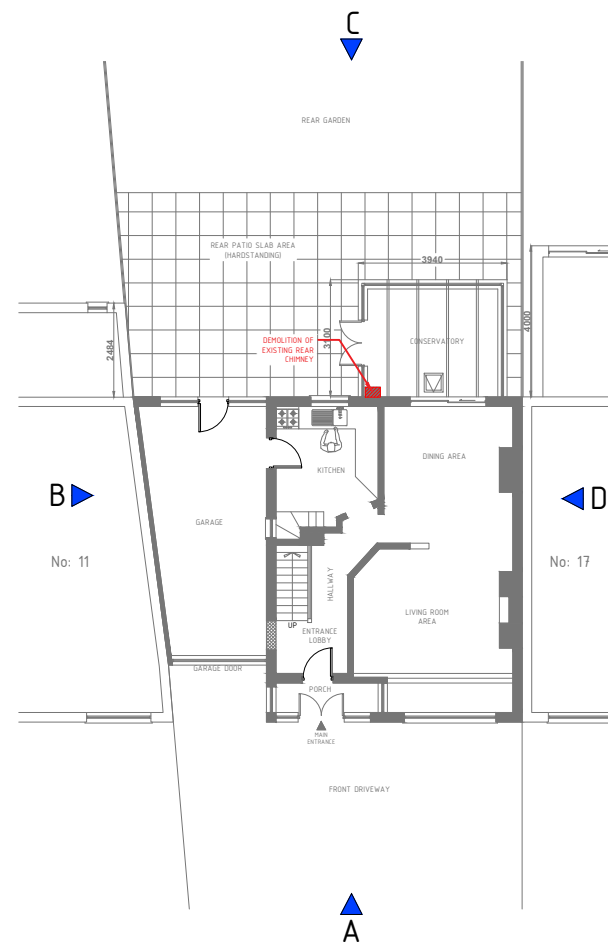 C
REAR GARDEN
REAR PATIO SLAB AREA
(HARDSTANDING)
3940
4000
3100
2484
DEMOLITION OF
EXISTING REAR
CHIMNEY
CONSERVATORY
DINING AREA
KITCHEN
B
D
GARAGE
No: 11
No: 17
HALLWAY
LIVING ROOM
AREA
UP
ENTRANCE
LOBBY
GARAGE DOOR
PORCH
MAIN
ENTRANCE
FRONT DRIVEWAY
A